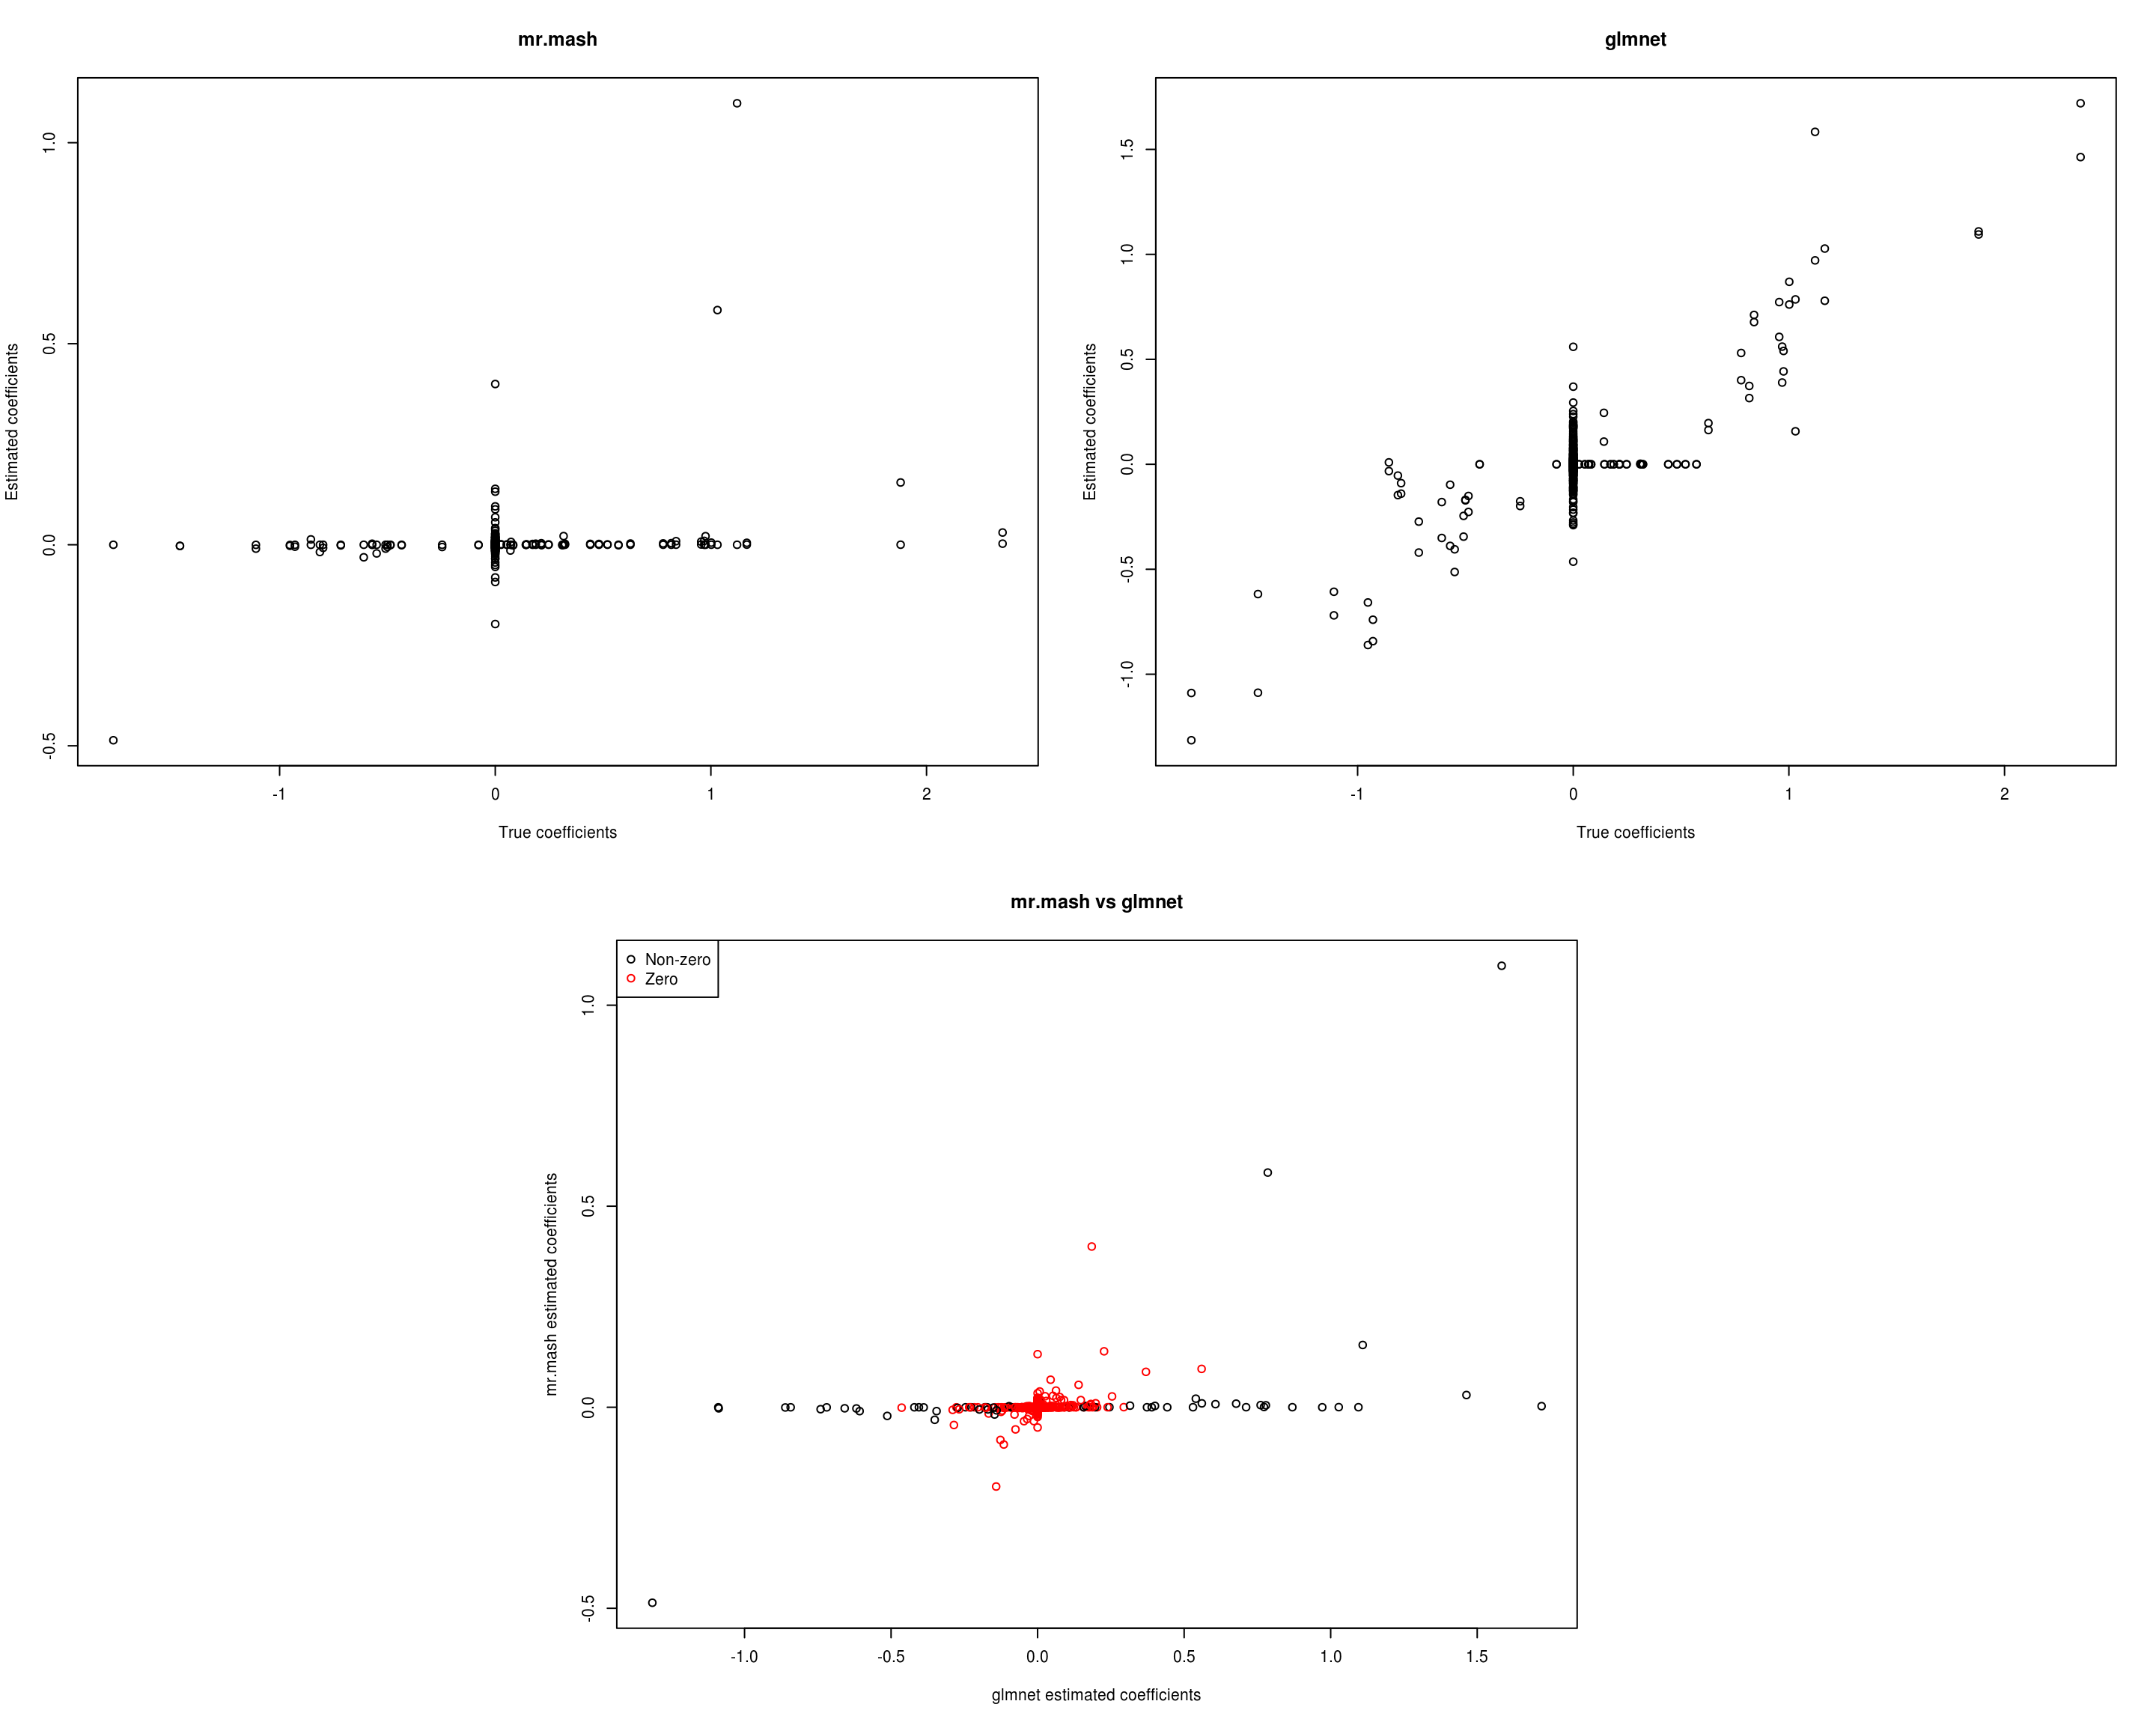 mr.mash
1.0
0.5
0.0
-0.5
Estimated coefficients
-1
0
1
2
True coefficients
glmnet
1.5
1.0
0.5
0.0
-0.5
-1.0
Estimated coefficients
-1
0
1
2
True coefficients
mr.mash vs glmnet
Non-zero
Zero
1.0
0.5
0.0
-0.5
mr.mash estimated coefficients
-1.0
-0.5
0.0
0.5
1.0
1.5
glmnet estimated coefficients